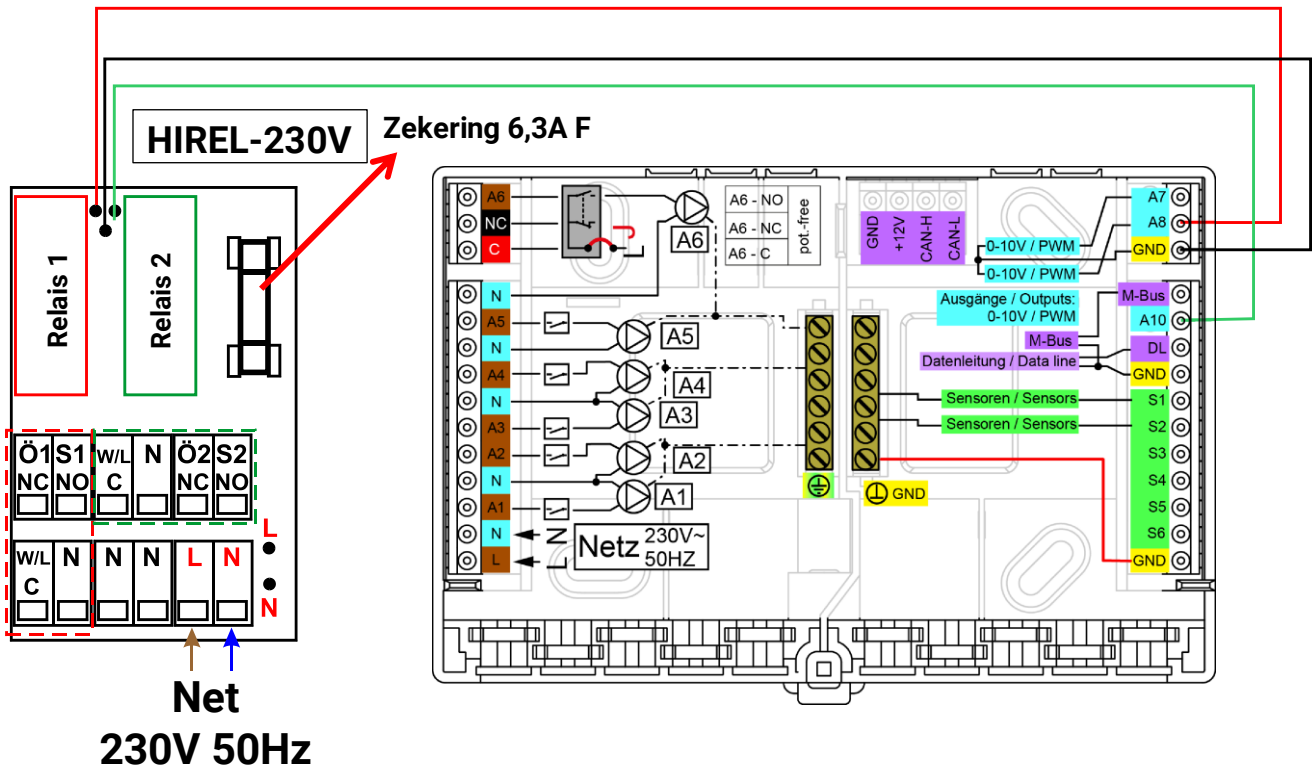 HIREL-230V
Zekering 6,3A F
Relais 1
Relais 2
Ö1 S1 W/L N Ö2 S2
NC NO C NC NO
L
W/L N N N L N
C
N
Net
230V 50Hz
A6
NC
C
N
A5
N
A4
N
A3
A2
N
A1
N
L
L
A6
A5
A4
A3
A2
A1
N
L
Netz 230V~
50HZ
A6 - NO
A6 - NC
A6 - C
pot.-free
GND
+12V
CAN-H
CAN-L
0-10V / PWM
0-10V / PWM
Ausgänge / Outputs:
0-10V / PWM
M-Bus
Datenleitung / Data line
Sensoren / Sensors
Sensoren / Sensors
GND
A7
A8
GND
M-Bus
A10
DL
GND
S1
S2
S3
S4
S5
S6
GND